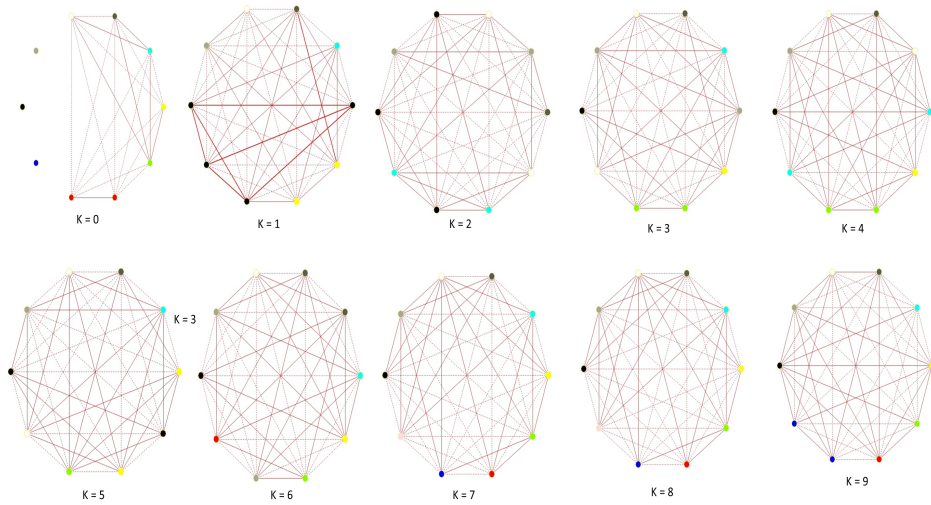 K = 0
K = 1
K = 2
K = 3
K = 4
K = 3
K = 5
K = 6
K = 7
K = 8
K = 9